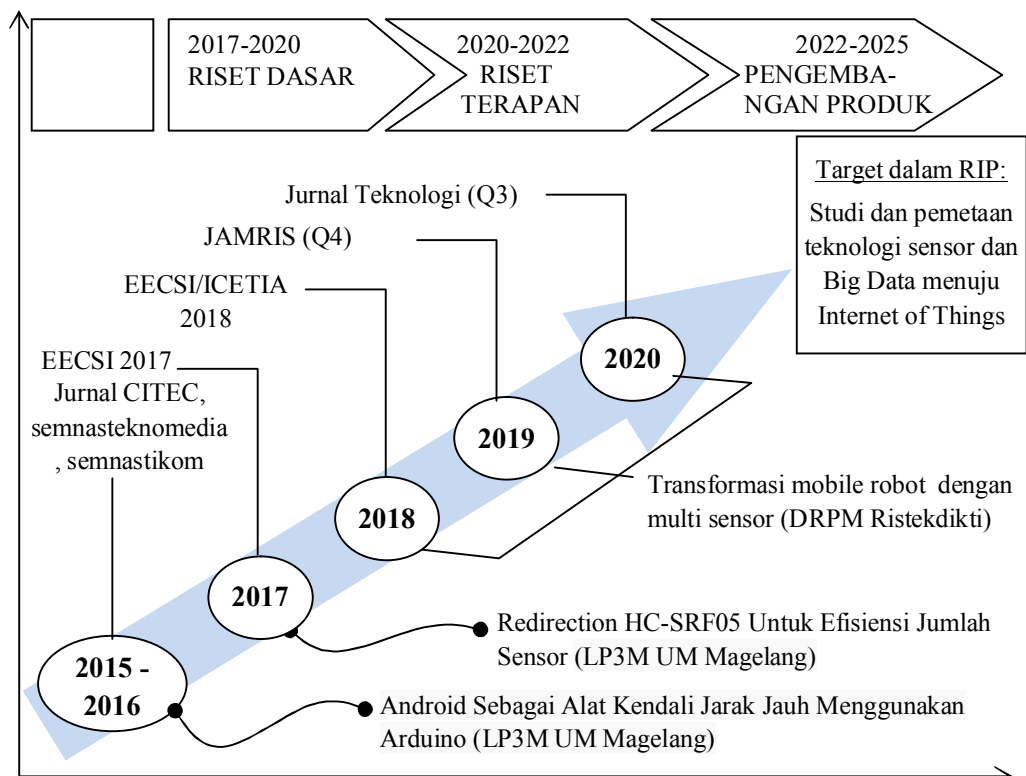 2017-2020
RISET DASAR
2020-2022
RISET
TERAPAN
2022-2025
PENGEMBA-
NGAN PRODUK
Target dalam RIP:
Studi dan pemetaan
teknologi sensor dan
Big Data menuju
Internet of Things
Jurnal Teknologi (Q3)
JAMRIS (Q4)
EECSI/ICETIA
2018
EECSI 2017
Jurnal CITEC,
semnasteknomedia
, semnastikom
2020
2019
2018
2017
2015 -
2016
Transformasi mobile robot dengan
multi sensor (DRPM Ristekdikti)
Redirection HC-SRF05 Untuk Efisiensi Jumlah
Sensor (LP3M UM Magelang)
Android Sebagai Alat Kendali Jarak Jauh Menggunakan
Arduino (LP3M UM Magelang)